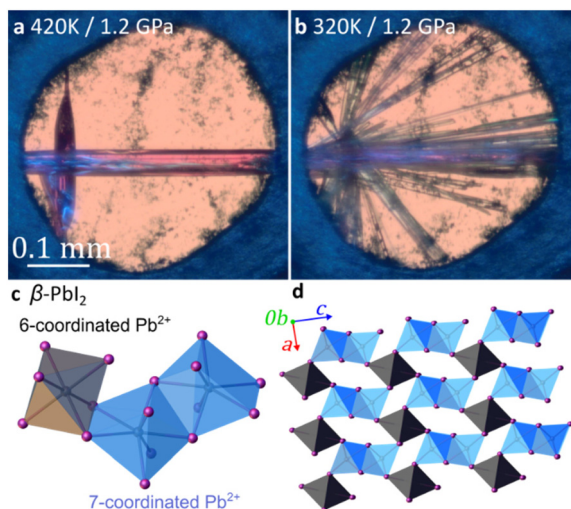 a 420K / 1.2 GPa
b 320K / 1.2 GPa
0.1 mm
c β-PbI₂
6-coordinated Pb²⁺
7-coordinated Pb²⁺
d
0b
c
a